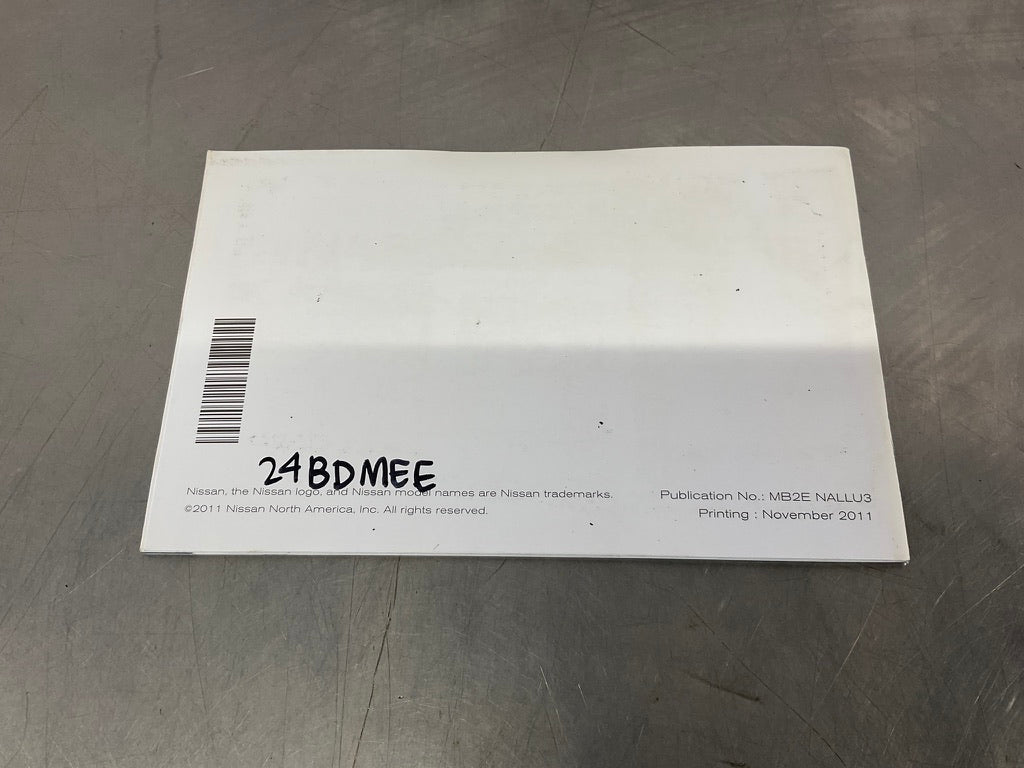 24BDMEE
Nissan, the Nissan logo, and Nissan model names are Nissan trademarks.
©2011 Nissan North America, Inc. All rights reserved.
Publication No.: MB2E NALLU3
Printing : November 2011